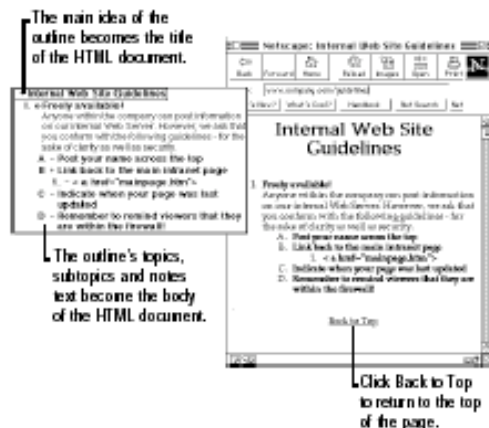 The main idea of the
outline becomes the title
of the HTML document.
Internal Web Site Guidelines
1. Freely available!
Anyone within the company can post information
on our internal Web Server. However, we ask that
you conform with the following guidelines - for the
sake of clarity as well as security.
A - Post your name across the top
B - Link back to the main intranet page
1. - < a href="mainpage.htm">
C - Indicate when your page was last
updated
D - Remember to remind viewers that they
are within the firewall!
The outline's topics,
subtopics and notes
text become the body
of the HTML document.
Netscape: Internal Web Site Guidelines
Back Forward Home Reload Images Open Print N
What's Cool? Handbook Net Search Net
Internal Web Site
Guidelines
1. Freely available!
Anyone within the company can post information
on our internal Web Server. However, we ask that
you conform with the following guidelines - for
the sake of clarity as well as security.
A. Post your name across the top
B. Link back to the main intranet page
1. < a href="mainpage.htm">
C. Indicate when your page was last updated
D. Remember to remind viewers that they are
within the firewall!
Back to Top
Click Back to Top
to return to the top
of the page.